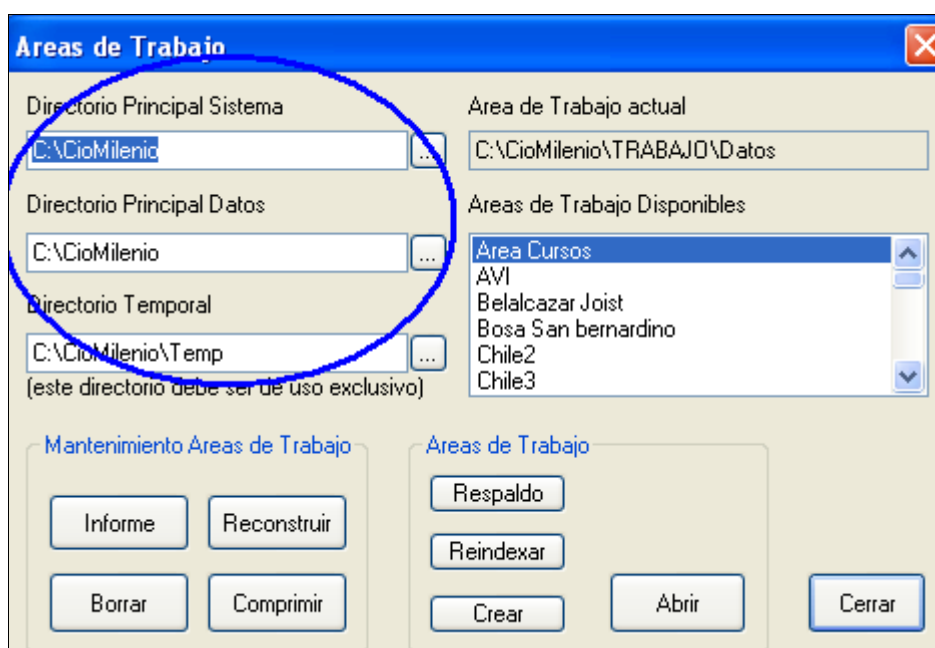 Areas de Trabajo
Directorio Principal Sistema
C:\CioMilenio
...
Directorio Principal Datos
C:\CioMilenio
...
Directorio Temporal
C:\CioMilenio\Temp
...
(este directorio debe ser de uso exclusivo)
Area de Trabajo actual
C:\CioMilenio\TRABAJO\Datos
Areas de Trabajo Disponibles
Area Cursos
AVI
Belalcazar Joist
Bosa San bernardino
Chile2
Chile3
Mantenimiento Areas de Trabajo
Informe
Reconstruir
Borrar
Comprimir
Areas de Trabajo
Respaldo
Reindexar
Crear
Abrir
Cerrar